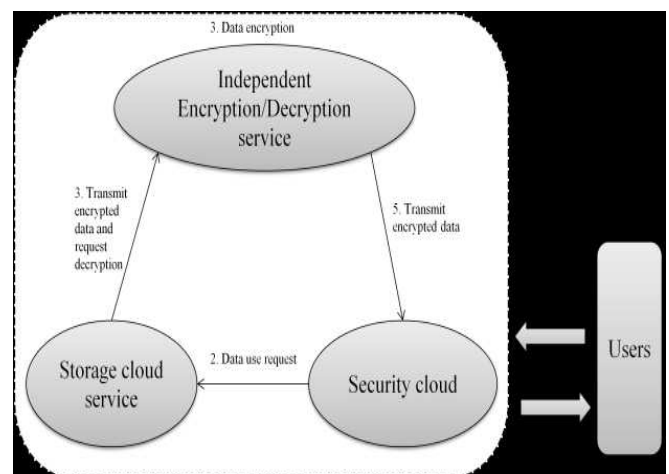 3. Data encryption
Independent
Encryption/Decryption
service
3. Transmit
encrypted
data and
request
decryption
5. Transmit
encrypted data
Storage cloud
service
2. Data use request
Security cloud
Users